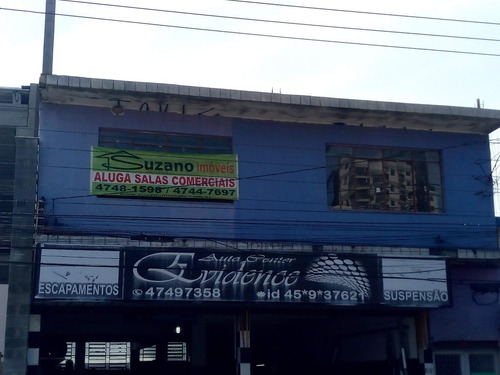 Suzano imóveis
ALUGA SALAS COMERCIAIS
4748-1598 / 4744-7697
Auto Center
Evidence
ESCAPAMENTOS
47497358
id 45*9*37621
SUSPENSÃO